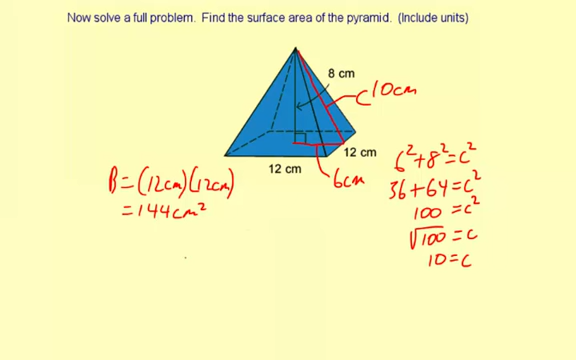 Now solve a full problem. Find the surface area of the pyramid. (Include units)
8 cm
c 10cm
12 cm
12 cm
6cm
B = (12cm)(12cm)
= 144cm²
6² + 8² = c²
36 + 64 = c²
100 = c²
√100 = c
10 = c